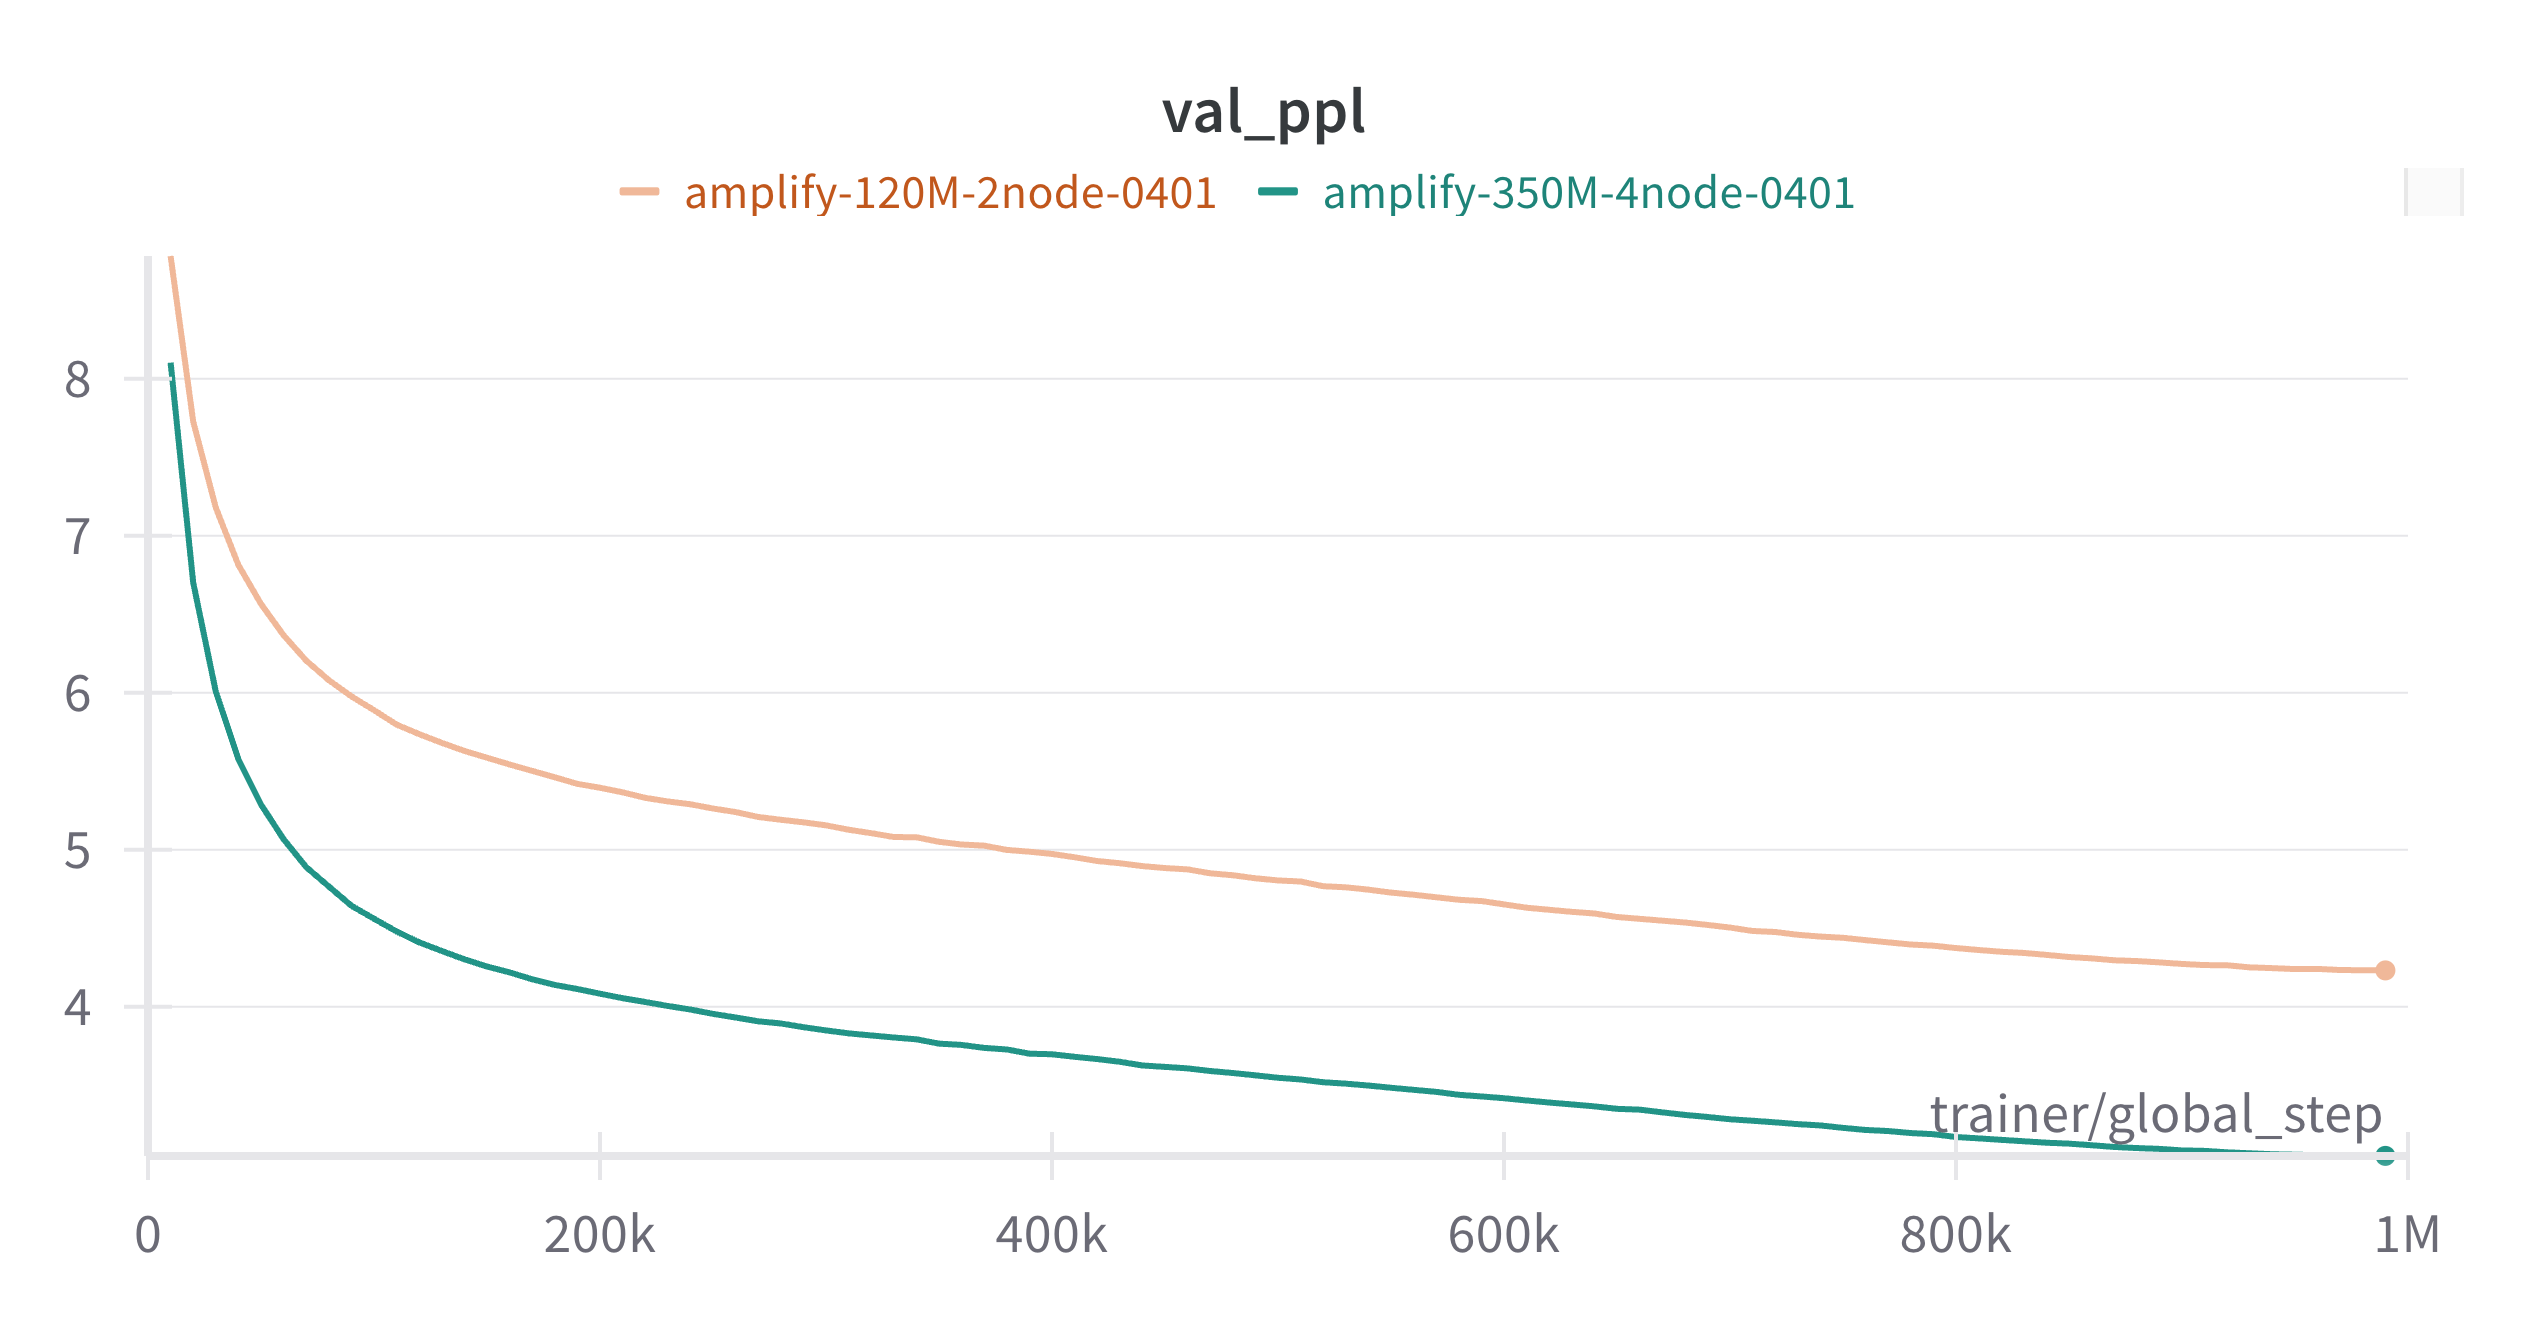 val_ppl
amplify-120M-2node-0401 amplify-350M-4node-0401
8
7
6
5
4
trainer/global_step
0 200k 400k 600k 800k 1M